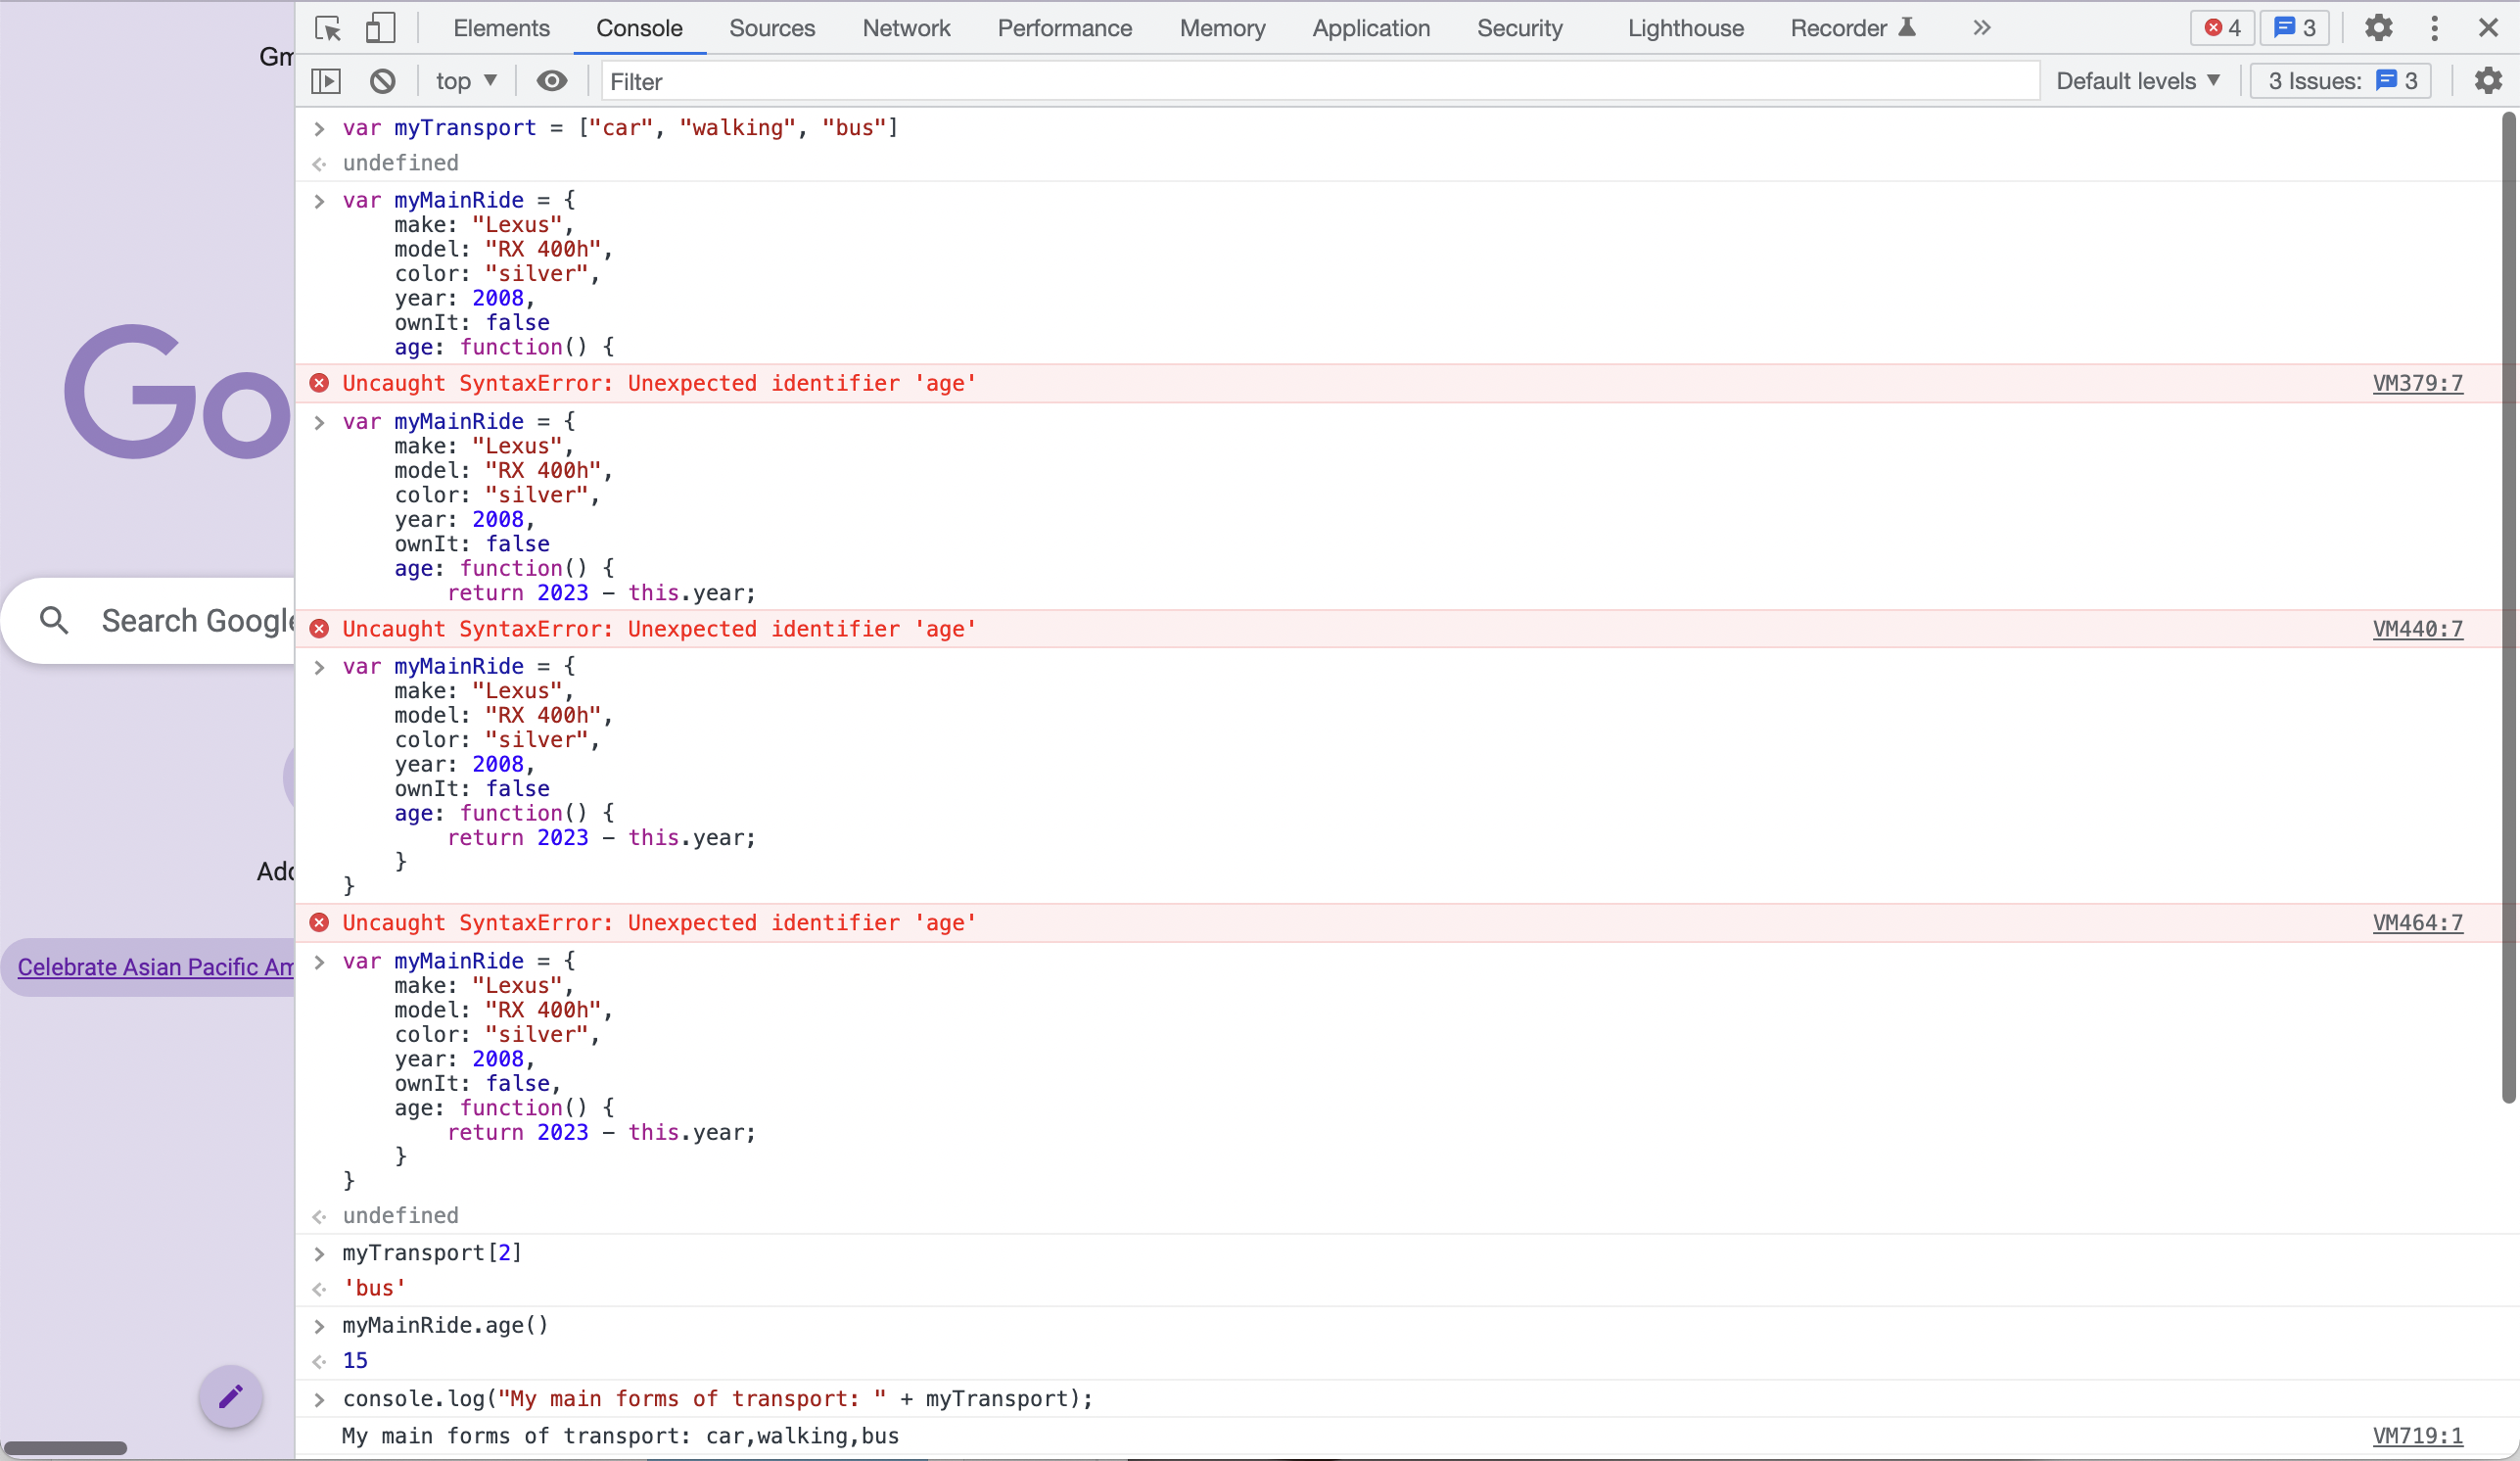 Elements Console Sources Network Performance Memory Application Security Lighthouse Recorder 4 3
top Filter Default levels 3 Issues: 3
Gm
Go
Search Google
Add
Celebrate Asian Pacific Am
> var myTransport = ["car", "walking", "bus"]
undefined
> var myMainRide = {
    make: "Lexus",
    model: "RX 400h",
    color: "silver",
    year: 2008,
    ownIt: false
    age: function() {
Uncaught SyntaxError: Unexpected identifier 'age' VM379:7
> var myMainRide = {
    make: "Lexus",
    model: "RX 400h",
    color: "silver",
    year: 2008,
    ownIt: false
    age: function() {
        return 2023 - this.year;
Uncaught SyntaxError: Unexpected identifier 'age' VM440:7
> var myMainRide = {
    make: "Lexus",
    model: "RX 400h",
    color: "silver",
    year: 2008,
    ownIt: false
    age: function() {
        return 2023 - this.year;
    }
}
Uncaught SyntaxError: Unexpected identifier 'age' VM464:7
> var myMainRide = {
    make: "Lexus",
    model: "RX 400h",
    color: "silver",
    year: 2008,
    ownIt: false,
    age: function() {
        return 2023 - this.year;
    }
}
undefined
> myTransport[2]
'bus'
> myMainRide.age()
15
> console.log("My main forms of transport: " + myTransport);
My main forms of transport: car,walking,bus VM719:1